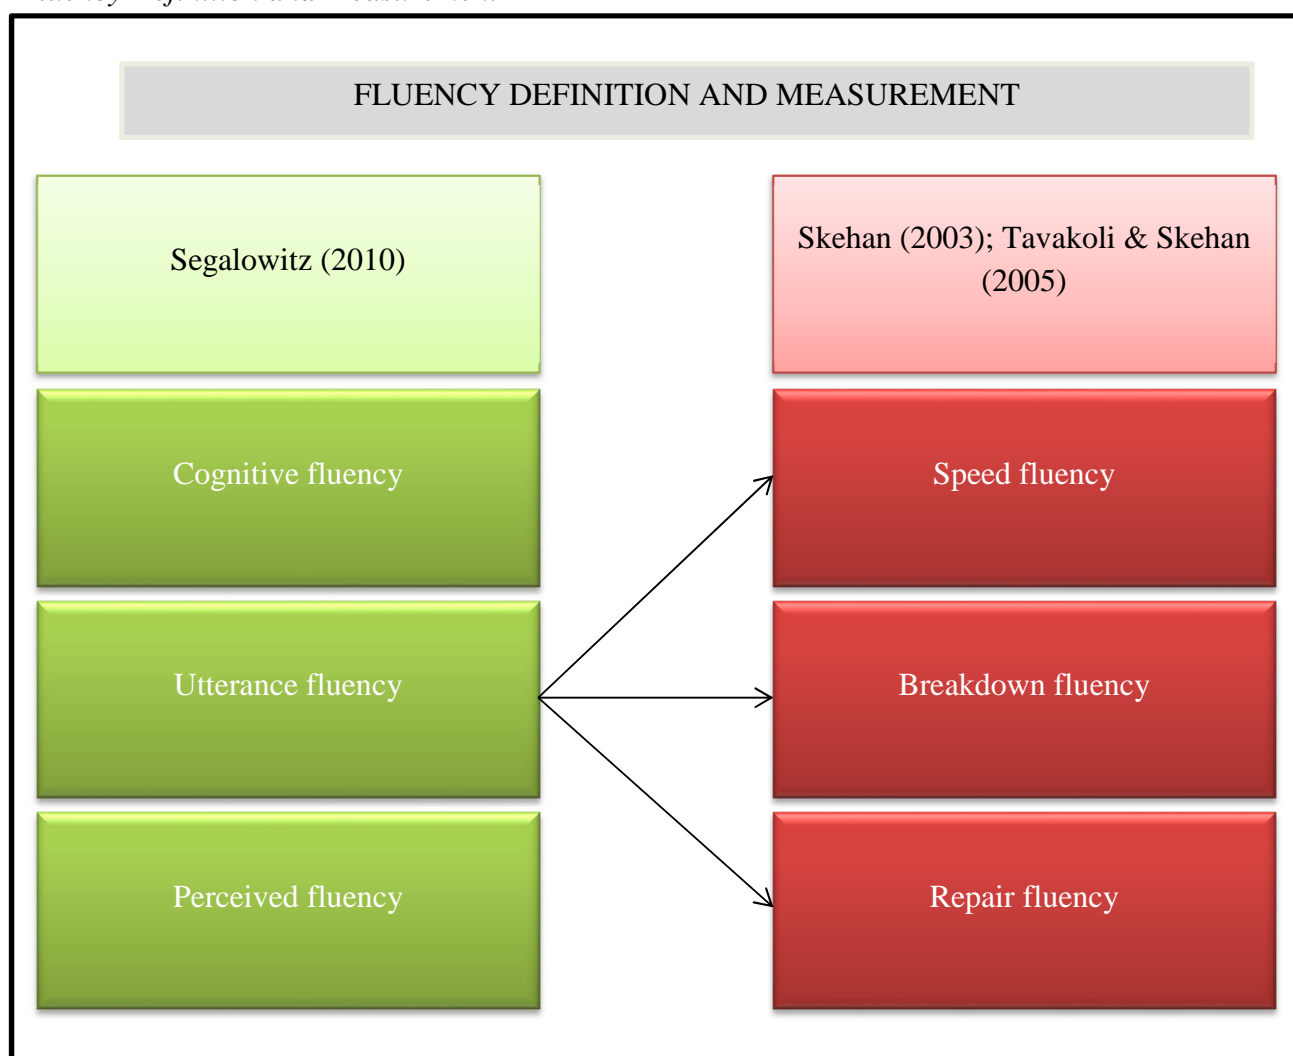 FLUENCY DEFINITION AND MEASUREMENT
Segalowitz (2010)
Cognitive fluency
Utterance fluency
Perceived fluency
Skehan (2003); Tavakoli & Skehan
(2005)
Speed fluency
Breakdown fluency
Repair fluency